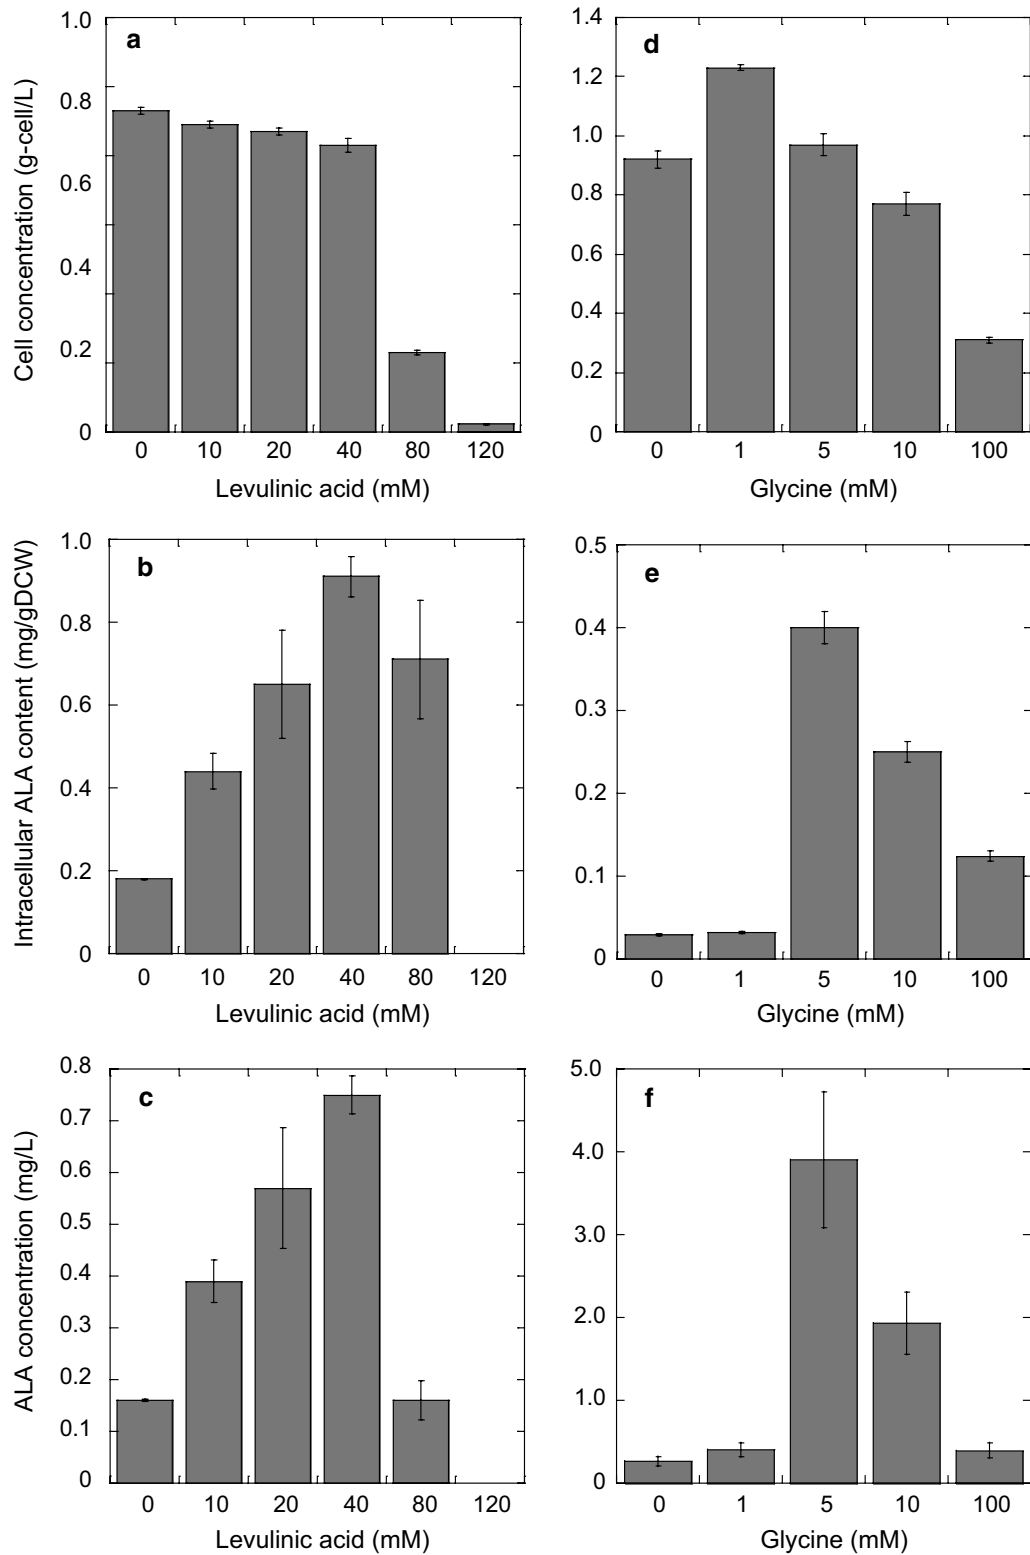 a
Cell concentration (g-cell/L)
1.0
0.8
0.6
0.4
0.2
0
0 10 20 40 80 120
Levulinic acid (mM)
d
1.4
1.2
1.0
0.8
0.6
0.4
0.2
0
0 1 5 10 100
Glycine (mM)
b
Intracellular ALA content (mg/gDCW)
1.0
0.8
0.6
0.4
0.2
0
0 10 20 40 80 120
Levulinic acid (mM)
e
0.5
0.4
0.3
0.2
0.1
0
0 1 5 10 100
Glycine (mM)
c
ALA concentration (mg/L)
0.8
0.7
0.6
0.5
0.4
0.3
0.2
0.1
0
0 10 20 40 80 120
Levulinic acid (mM)
f
5.0
4.0
3.0
2.0
1.0
0
0 1 5 10 100
Glycine (mM)